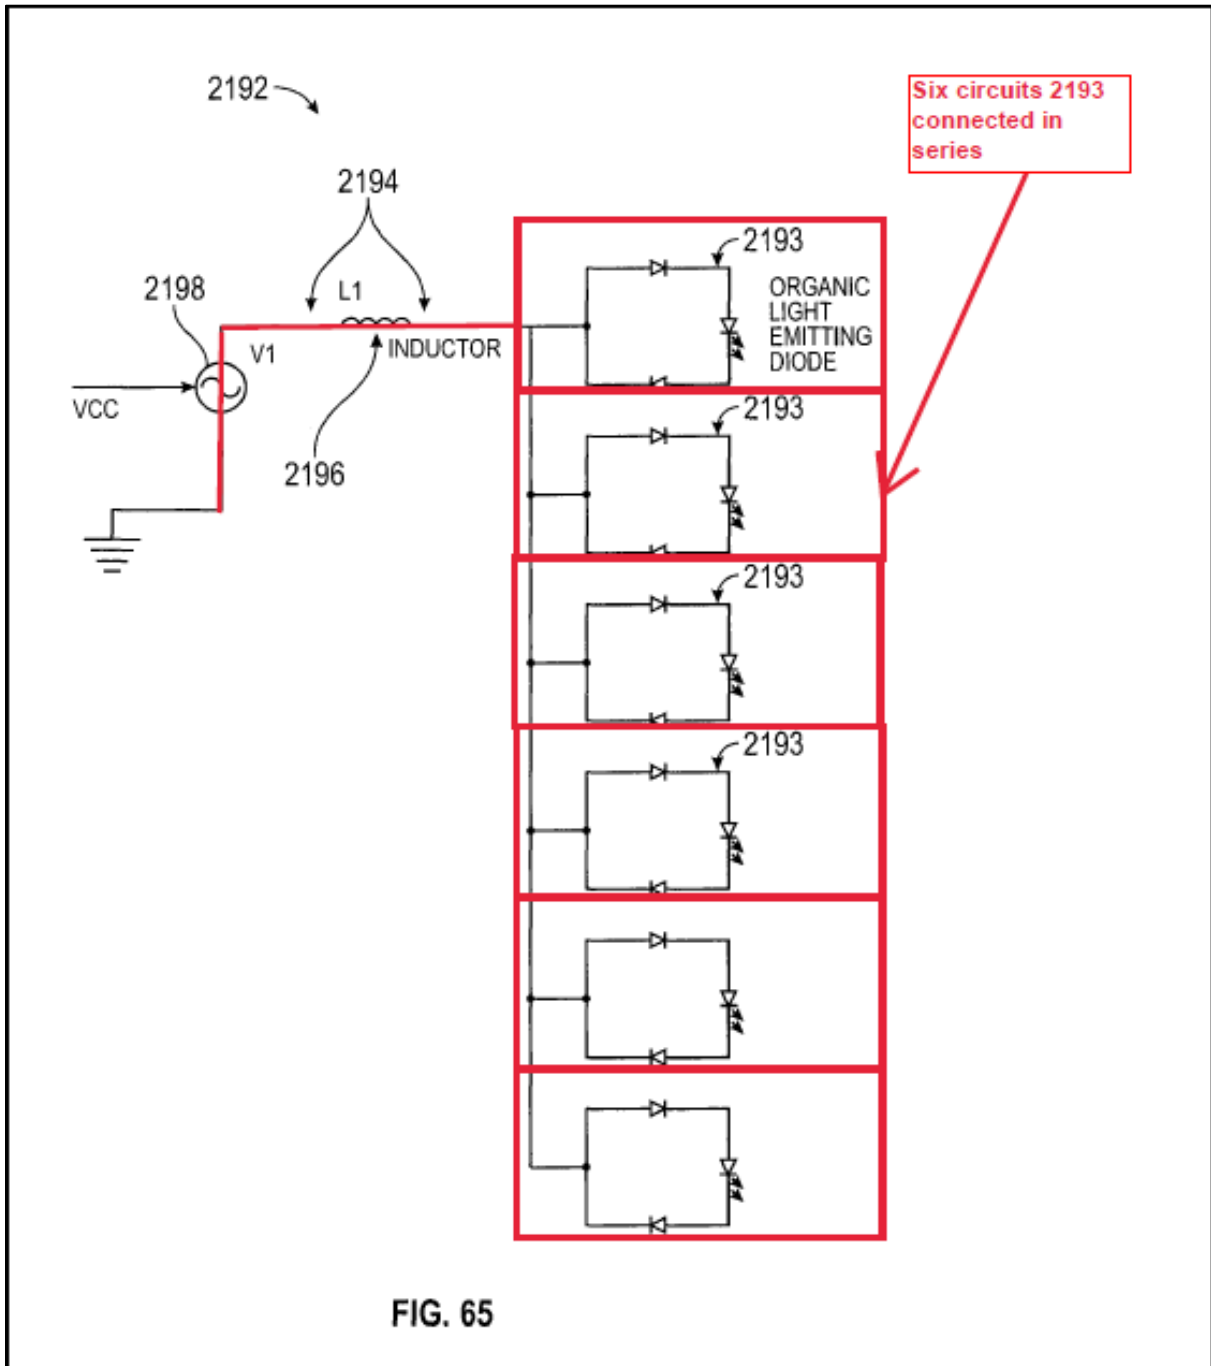 2192
Six circuits 2193
connected in
series
2194
2193
2198
L1
ORGANIC
LIGHT
EMITTING
DIODE
V1
INDUCTOR
VCC
2193
2196
2193
2193
FIG. 65